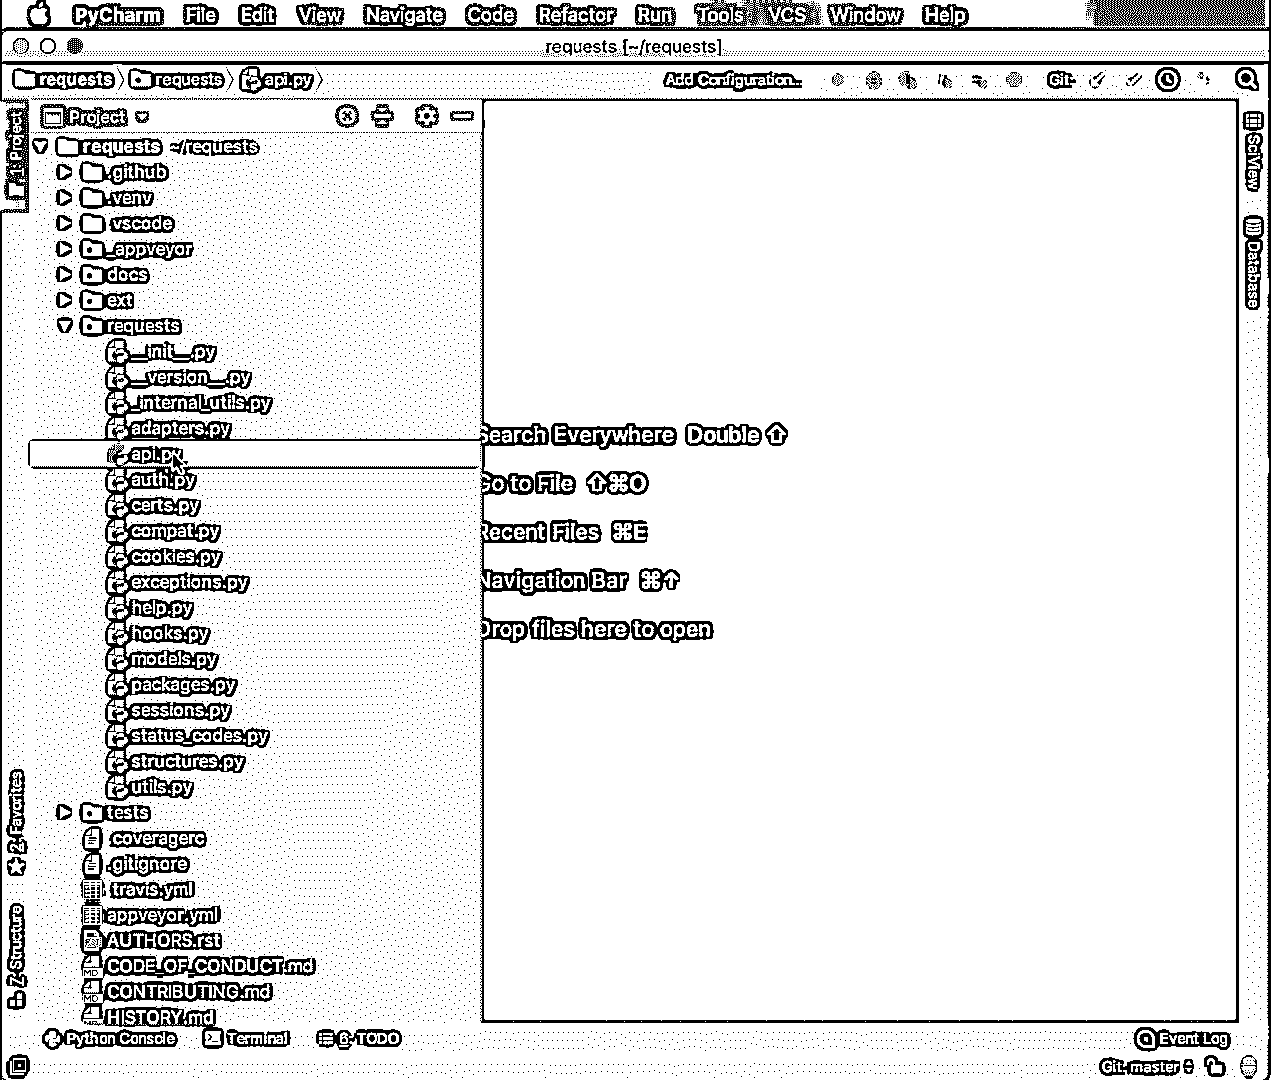 PyCharm File Edit View Navigate Code Refactor Run Tools VCS Window Help
requests [~/requests]
requests requests api.py Add Configuration... Git:
Project
1: Project
requests ~/requests
.github
.venv
.vscode
_appveyor
docs
ext
requests
__init__.py
__version__.py
_internal_utils.py
adapters.py
api.py
auth.py
certs.py
compat.py
cookies.py
exceptions.py
help.py
hooks.py
models.py
packages.py
sessions.py
status_codes.py
structures.py
utils.py
tests
.coveragerc
.gitignore
.travis.yml
appveyor.yml
AUTHORS.rst
CODE_OF_CONDUCT.md
CONTRIBUTING.md
HISTORY.md
Search Everywhere Double ⇧
Go to File ⇧⌘O
Recent Files ⌘E
Navigation Bar ⌘⇧
Drop files here to open
SciView
Database
2: Favorites
7: Structure
Python Console Terminal 6: TODO Event Log
Git: master